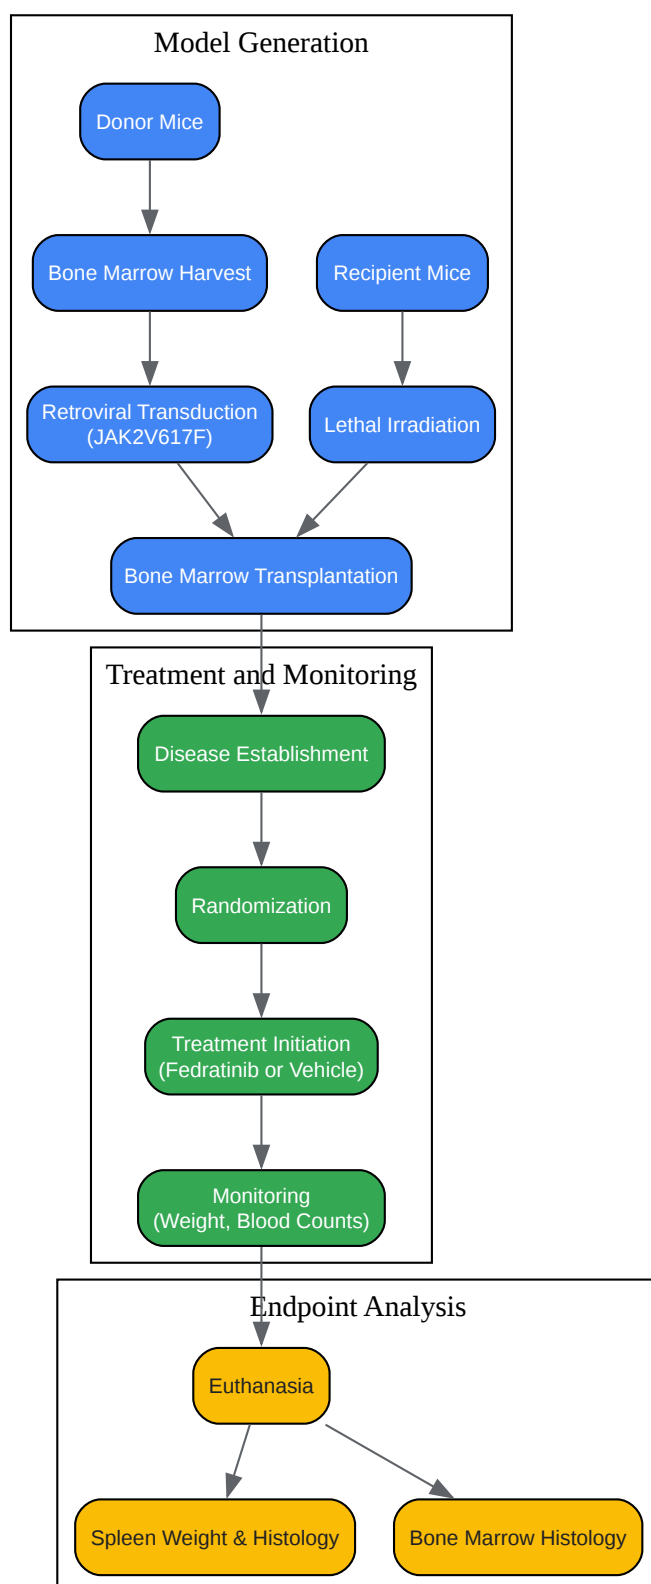 Model Generation
Donor Mice
Bone Marrow Harvest
Recipient Mice
Retroviral Transduction
(JAK2V617F)
Lethal Irradiation
Bone Marrow Transplantation
Treatment and Monitoring
Disease Establishment
Randomization
Treatment Initiation
(Fedratinib or Vehicle)
Monitoring
(Weight, Blood Counts)
Endpoint Analysis
Euthanasia
Spleen Weight & Histology
Bone Marrow Histology